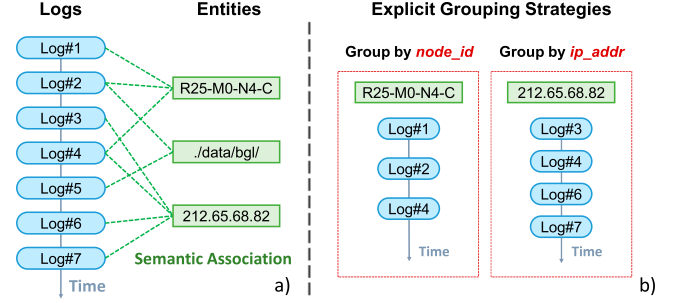 Logs
Entities
Log#1
Log#2
Log#3
Log#4
Log#5
Log#6
Log#7
Time
R25-M0-N4-C
./data/bgl/
212.65.68.82
Semantic Association
a)
Explicit Grouping Strategies
Group by node_id
R25-M0-N4-C
Log#1
Log#2
Log#4
Time
Group by ip_addr
212.65.68.82
Log#3
Log#4
Log#6
Log#7
Time
b)